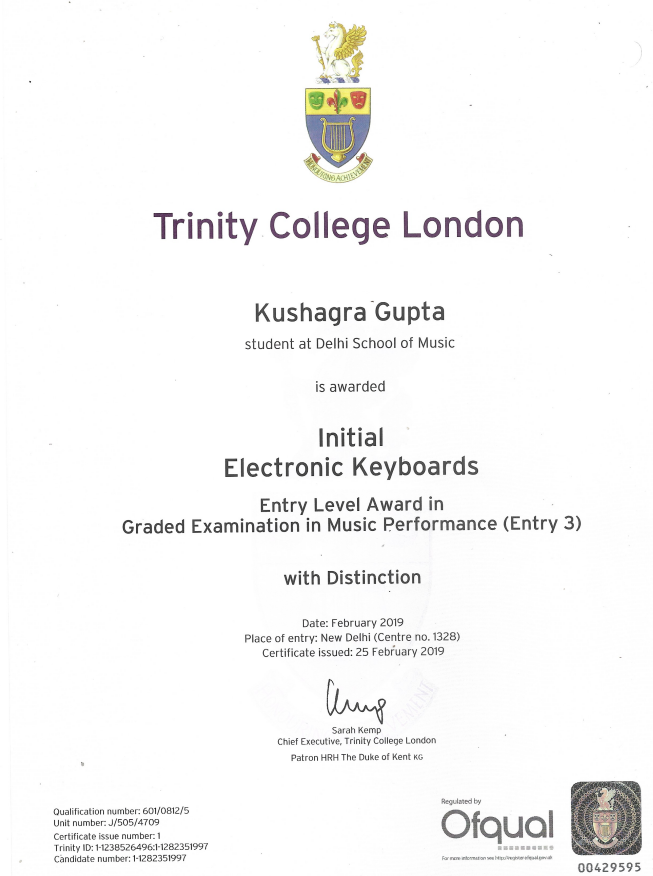 HONOURING ACHIEVEMENT
Trinity College London
Kushagra Gupta
student at Delhi School of Music
is awarded
Initial
Electronic Keyboards
Entry Level Award in
Graded Examination in Music Performance (Entry 3)
with Distinction
Date: February 2019
Place of entry: New Delhi (Centre no. 1328)
Certificate issued: 25 February 2019
Sarah Kemp
Chief Executive, Trinity College London
Patron HRH The Duke of Kent KG
Qualification number: 601/0812/5
Unit number: J/505/4709
Certificate issue number: 1
Trinity ID: 1-1238526496:1-1282351997
Candidate number: 1-1282351997
Regulated by
Ofqual
For more information see http://register.ofqual.gov.uk
00429595